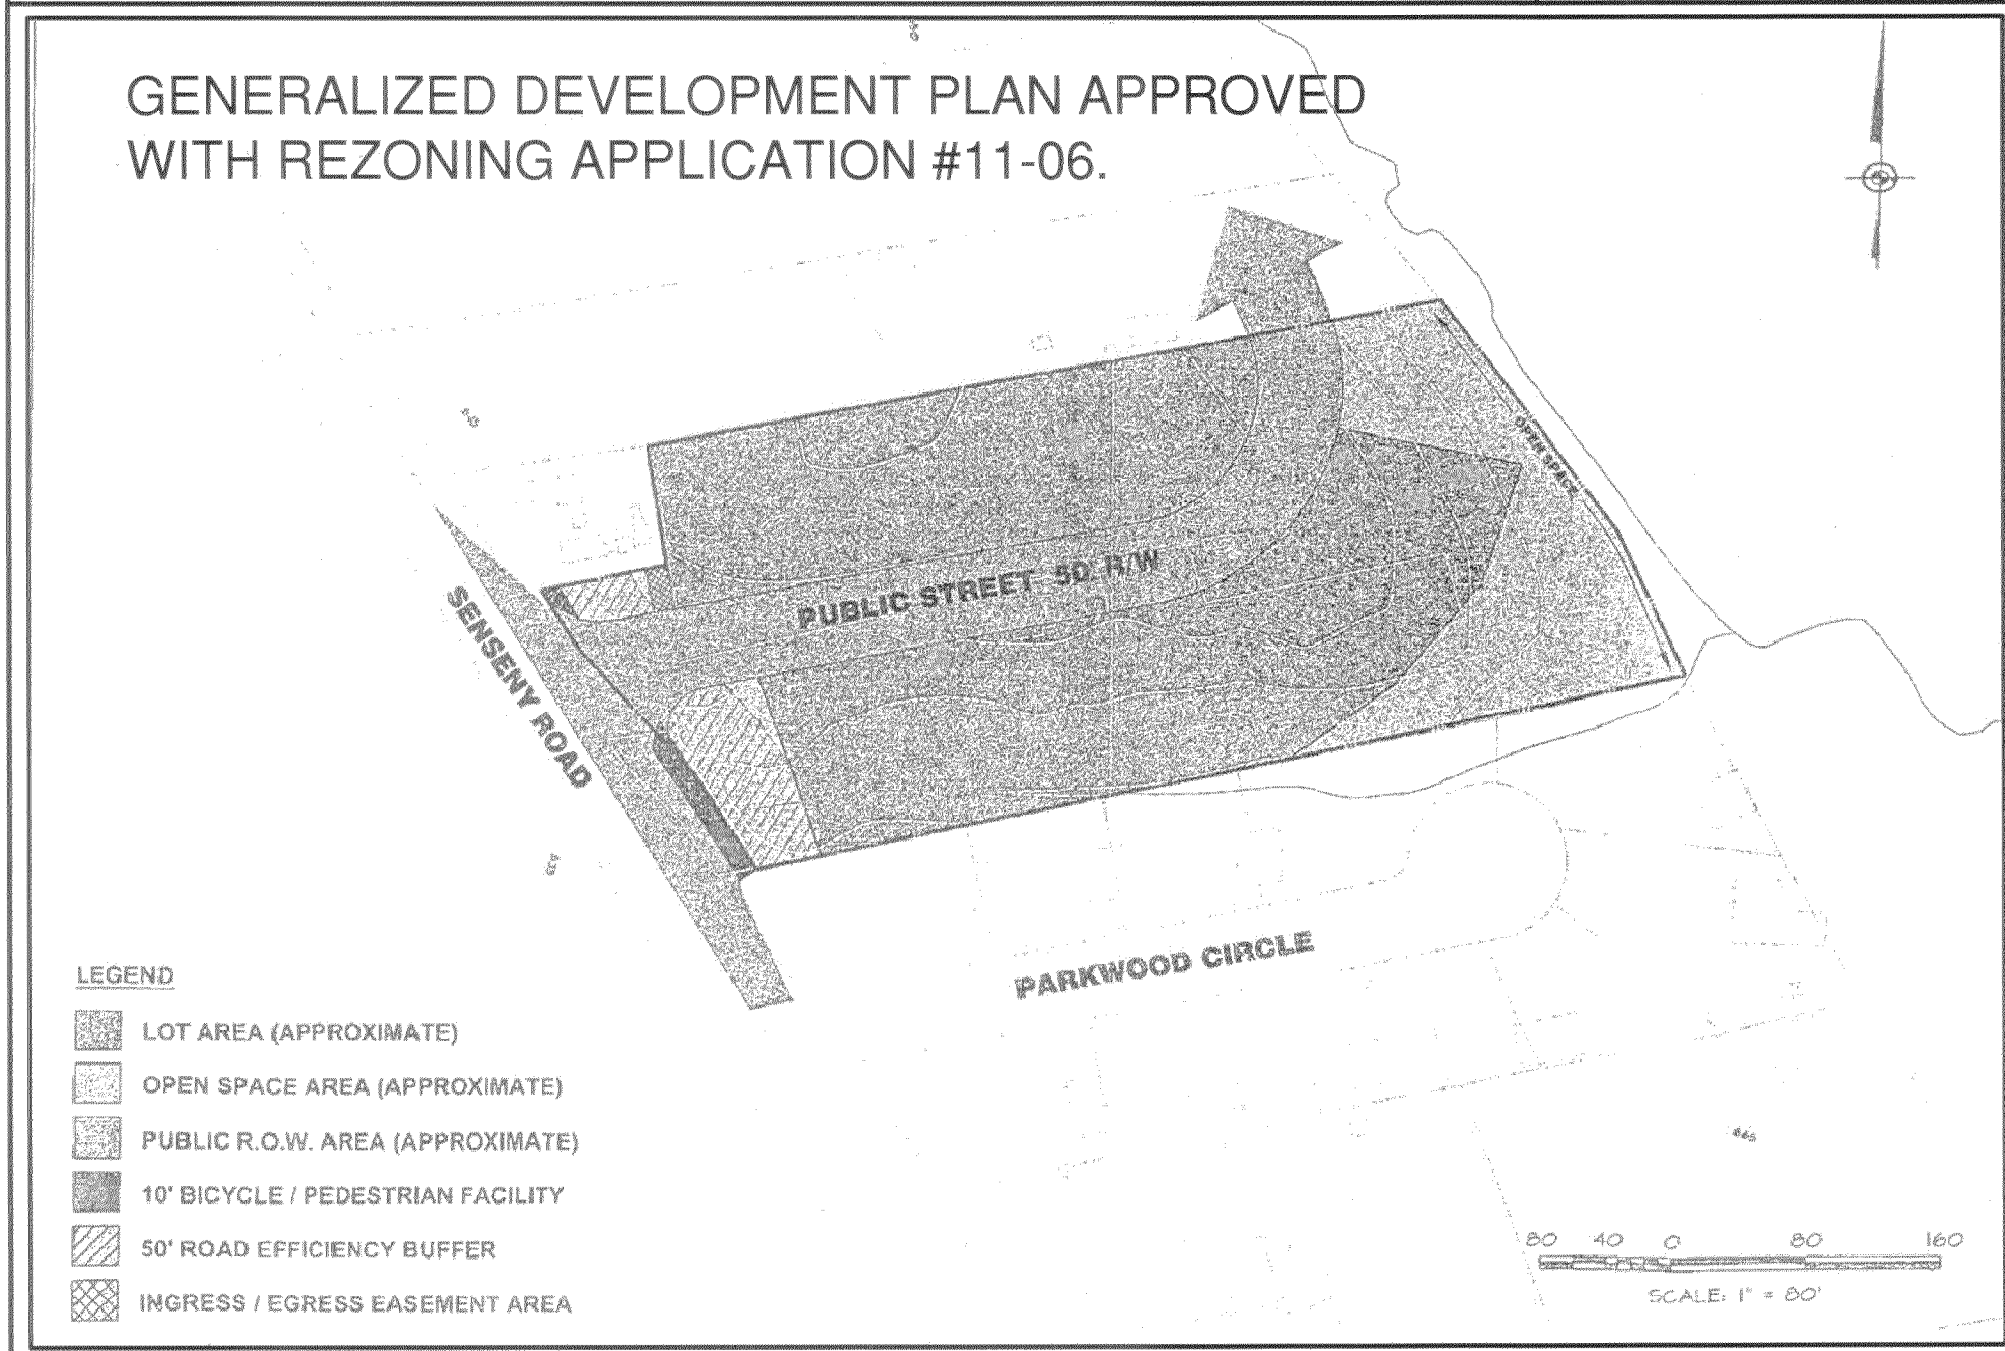 GENERALIZED DEVELOPMENT PLAN APPROVED
WITH REZONING APPLICATION #11-06.
OPEN SPACE
PUBLIC STREET 50' R/W
SENSENY ROAD
PARKWOOD CIRCLE
LEGEND
LOT AREA (APPROXIMATE)
OPEN SPACE AREA (APPROXIMATE)
PUBLIC R.O.W. AREA (APPROXIMATE)
10' BICYCLE / PEDESTRIAN FACILITY
50' ROAD EFFICIENCY BUFFER
INGRESS / EGRESS EASEMENT AREA
80 40 0 80 160
SCALE: 1" = 80'